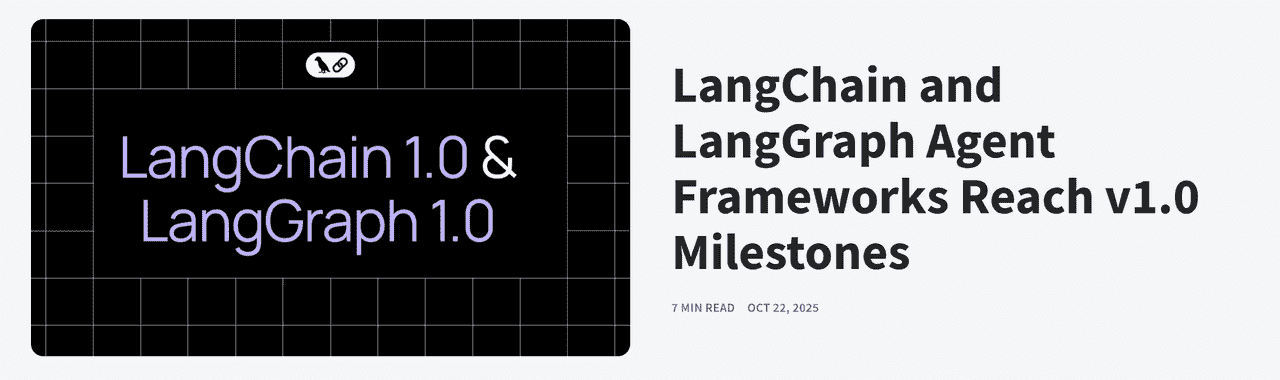 LangChain 1.0 &
LangGraph 1.0
LangChain and
LangGraph Agent
Frameworks Reach v1.0
Milestones
7 MIN READ OCT 22, 2025